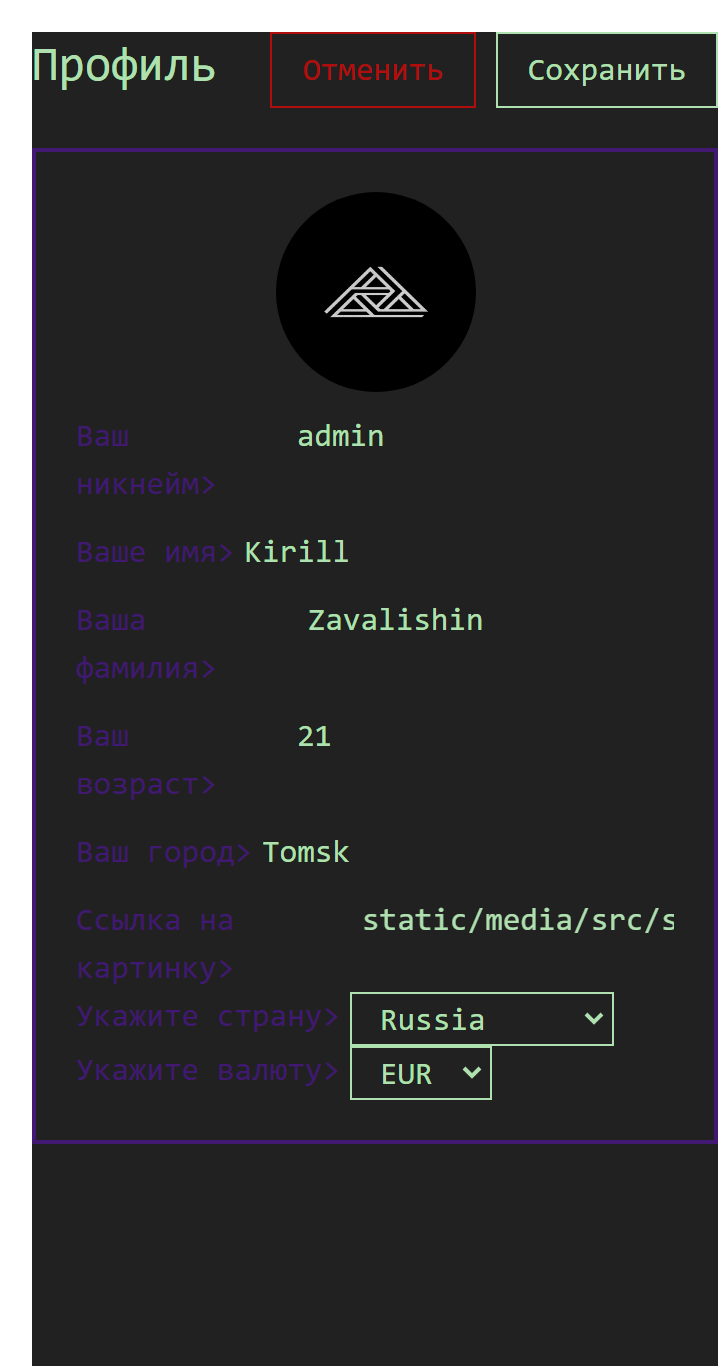 Профиль Отменить Сохранить
Ваш никнейм> admin
Ваше имя> Kirill
Ваша фамилия> Zavalishin
Ваш возраст> 21
Ваш город> Tomsk
Ссылка на картинку> static/media/src/s
Укажите страну> Russia
Укажите валюту> EUR